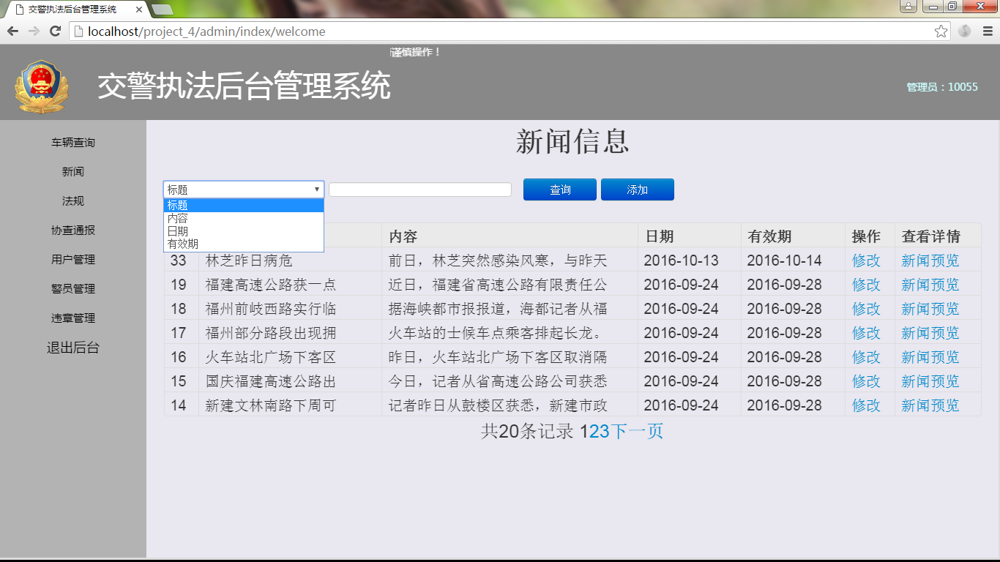 交警执法后台管理系统
localhost/project_4/admin/index/welcome
谨慎操作！
交警执法后台管理系统
管理员：10055
车辆查询
新闻
法规
协查通报
用户管理
警员管理
违章管理
退出后台
新闻信息
标题 查询 添加
标题
内容
日期
有效期
内容 日期 有效期 操作 查看详情
33 林芝昨日病危 前日，林芝突然感染风寒，与昨天 2016-10-13 2016-10-14 修改 新闻预览
19 福建高速公路获一点 近日，福建省高速公路有限责任公 2016-09-24 2016-09-28 修改 新闻预览
18 福州前岐西路实行临 据海峡都市报报道，海都记者从福 2016-09-24 2016-09-28 修改 新闻预览
17 福州部分路段出现拥 火车站的士候车点乘客排起长龙。 2016-09-24 2016-09-28 修改 新闻预览
16 火车站北广场下客区 昨日，火车站北广场下客区取消隔 2016-09-24 2016-09-28 修改 新闻预览
15 国庆福建高速公路出 今日，记者从省高速公路公司获悉 2016-09-24 2016-09-28 修改 新闻预览
14 新建文林南路下周可 记者昨日从鼓楼区获悉，新建市政 2016-09-24 2016-09-28 修改 新闻预览
共20条记录 123下一页